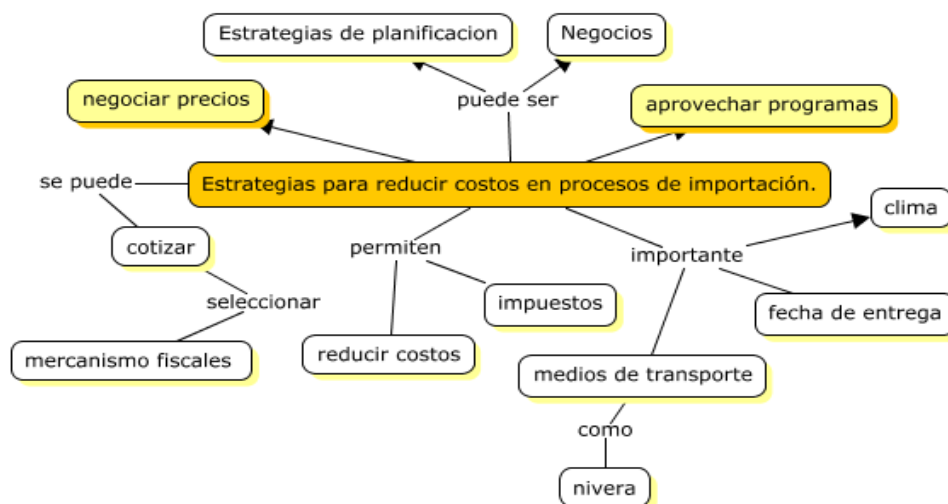 Estrategias de planificacion
Negocios
negociar precios
puede ser
aprovechar programas
se puede
Estrategias para reducir costos en procesos de importación.
clima
cotizar
permiten
importante
seleccionar
impuestos
fecha de entrega
mercanismo fiscales
reducir costos
medios de transporte
como
nivera